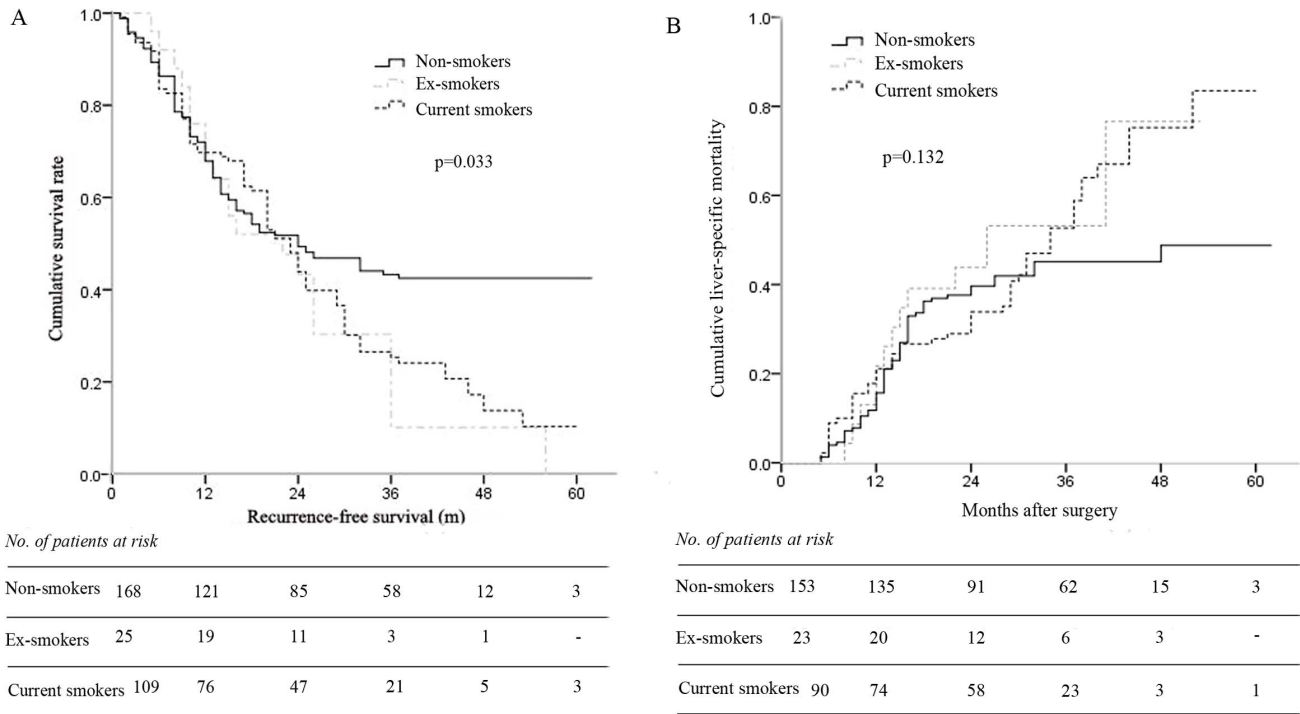 A
1.0
0.8
0.6
0.4
0.2
0.0
Cumulative survival rate
Non-smokers
Ex-smokers
Current smokers
p=0.033
0 12 24 36 48 60
Recurrence-free survival (m)
No. of patients at risk
Non-smokers 168 121 85 58 12 3
Ex-smokers 25 19 11 3 1 -
Current smokers 109 76 47 21 5 3
B
1.0
0.8
0.6
0.4
0.2
0.0
Cumulative liver-specific mortality
Non-smokers
Ex-smokers
Current smokers
p=0.132
0 12 24 36 48 60
Months after surgery
No. of patients at risk
Non-smokers 153 135 91 62 15 3
Ex-smokers 23 20 12 6 3 -
Current smokers 90 74 58 23 3 1